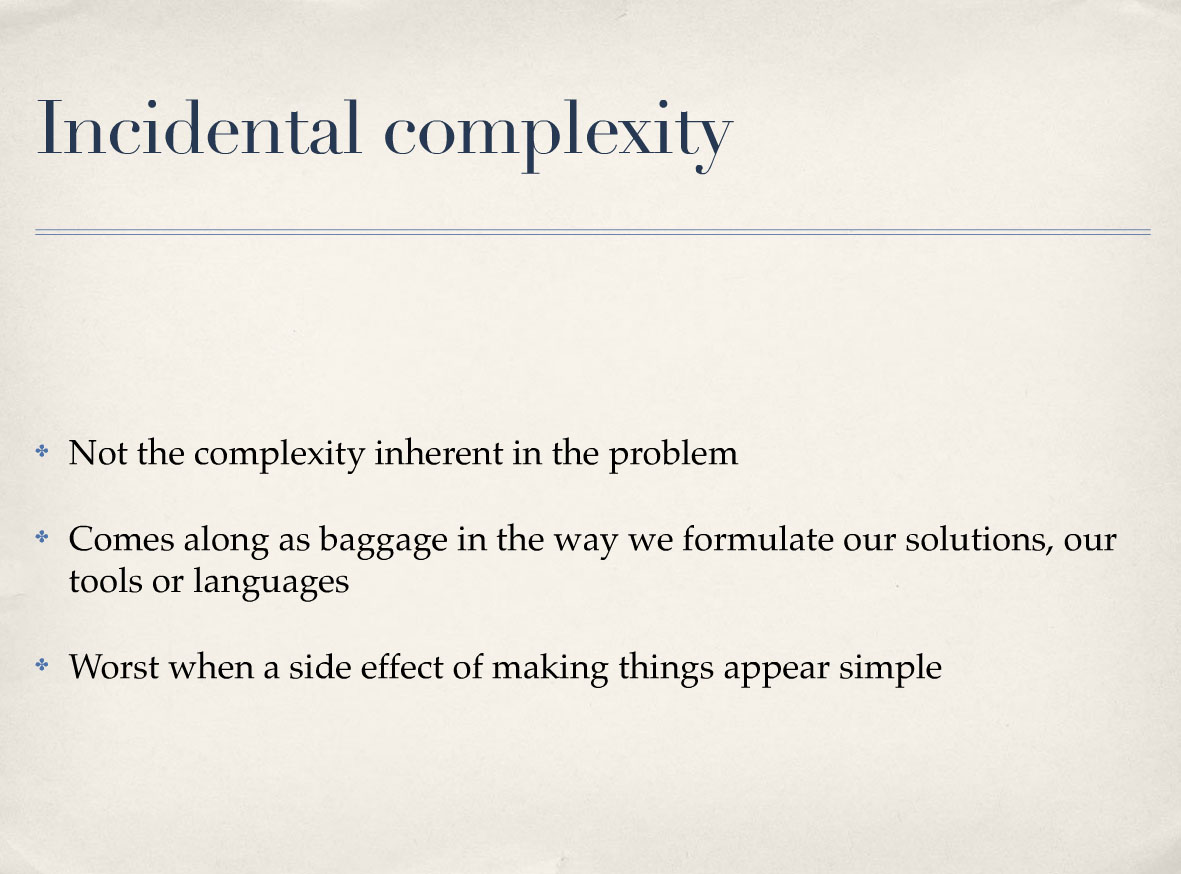 Incidental complexity
✤ Not the complexity inherent in the problem
✤ Comes along as baggage in the way we formulate our solutions, our
tools or languages
✤ Worst when a side effect of making things appear simple